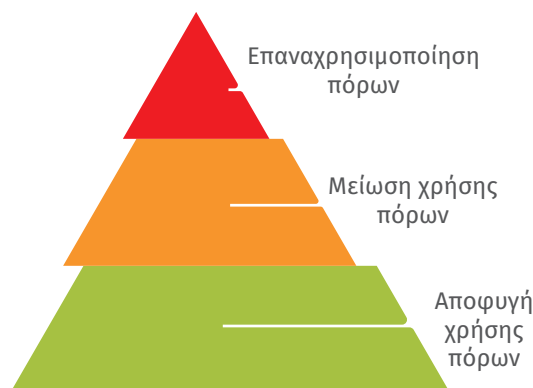 Επαναχρησιμοποίηση
πόρων
Μείωση χρήσης
πόρων
Αποφυγή
χρήσης
πόρων